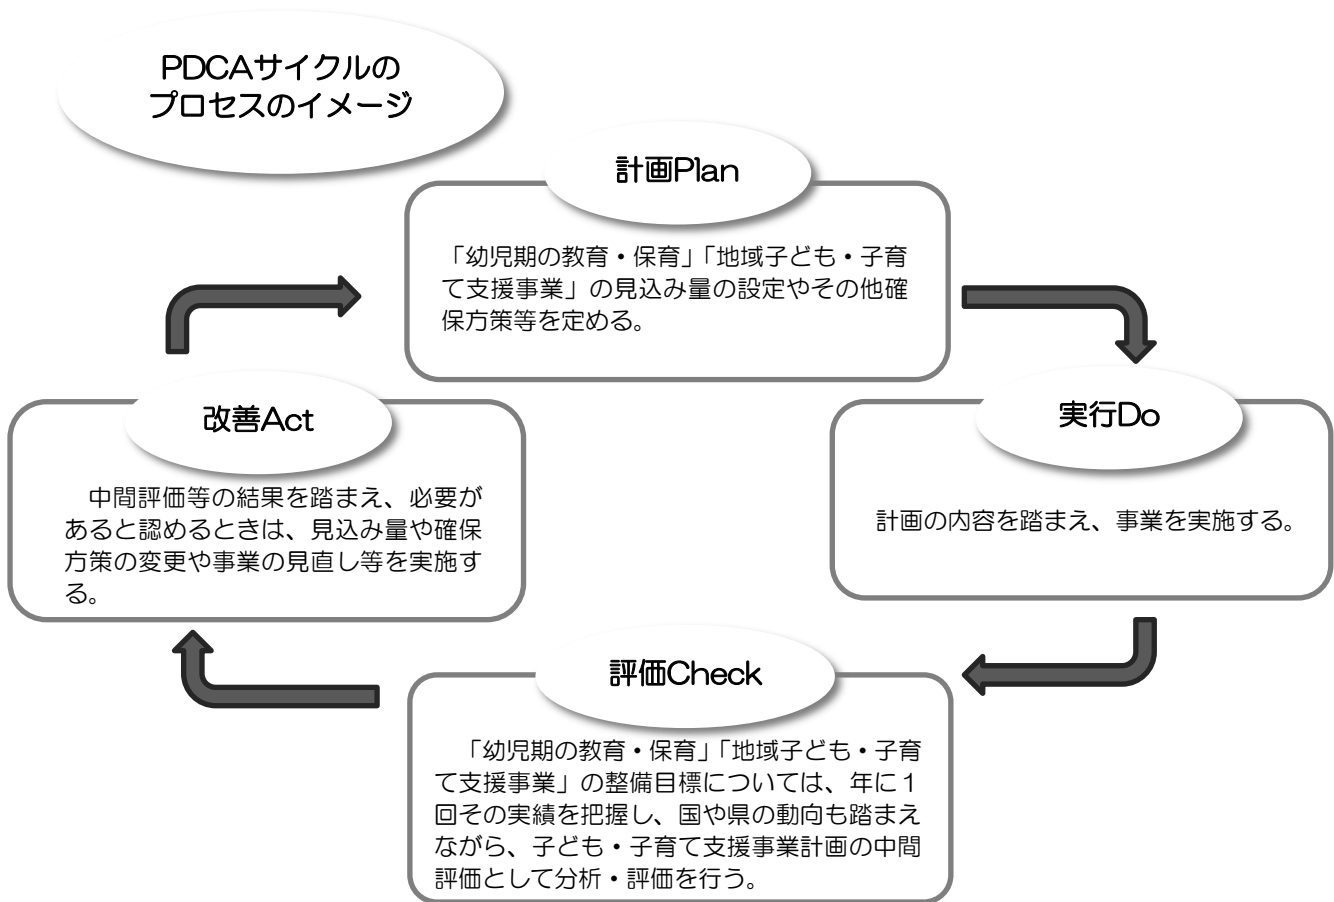 PDCAサイクルの
プロセスのイメージ
計画Plan
「幼児期の教育・保育」「地域子ども・子育
て支援事業」の見込み量の設定やその他確
保方策等を定める。
実行Do
計画の内容を踏まえ、事業を実施する。
評価Check
「幼児期の教育・保育」「地域子ども・子育
て支援事業」の整備目標については、年に１
回その実績を把握し、国や県の動向も踏まえ
ながら、子ども・子育て支援事業計画の中間
評価として分析・評価を行う。
改善Act
中間評価等の結果を踏まえ、必要が
あると認めるときは、見込み量や確保
方策の変更や事業の見直し等を実施す
る。